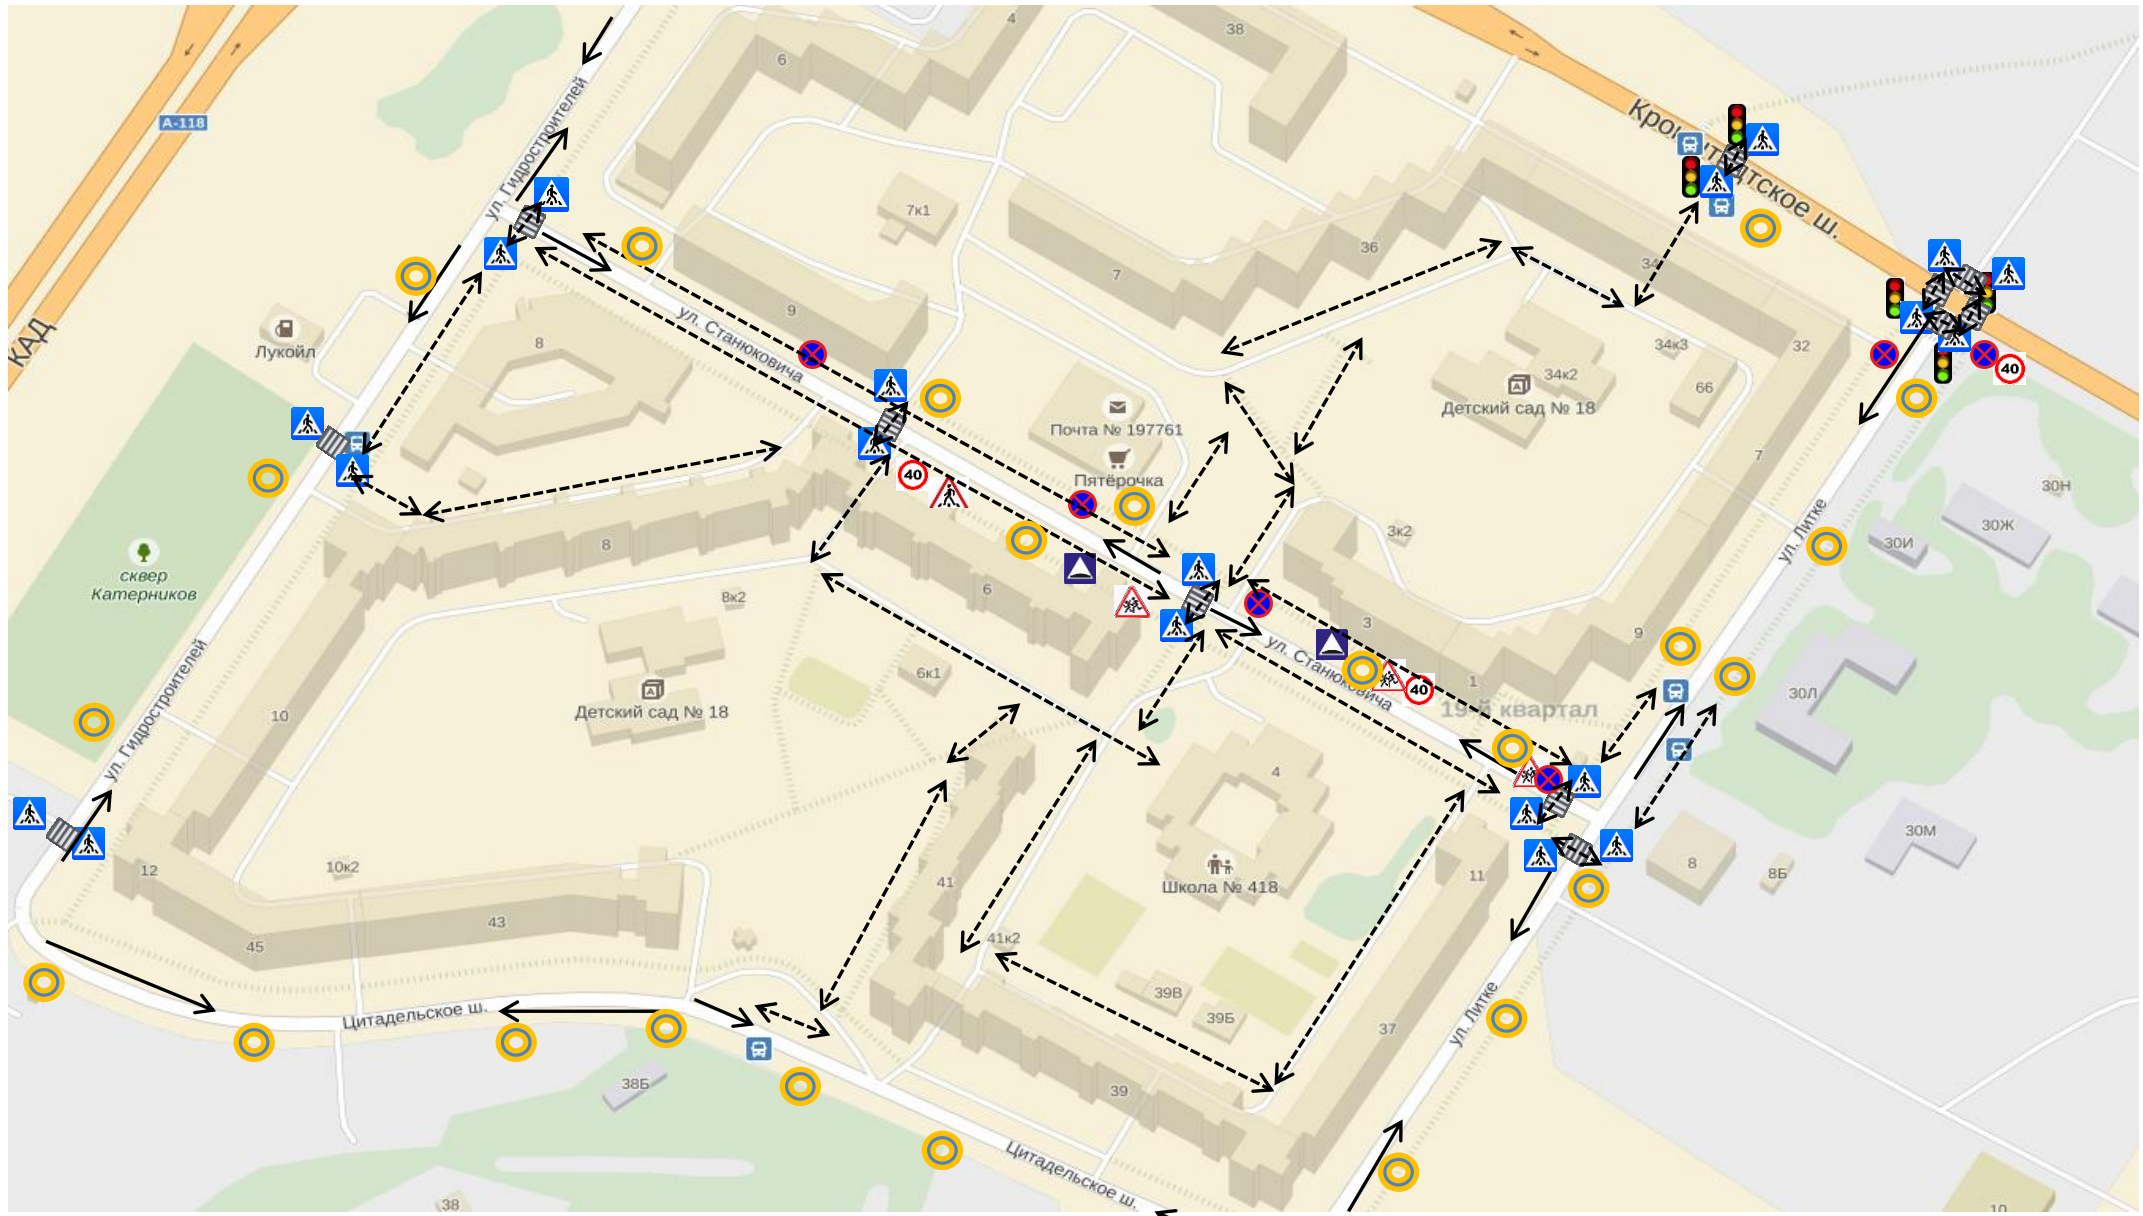 4
38
6
А-118
ул. Гидростроителей
Кронштадтское ш.
7к1
36
34
7
9
ул. Станюковича
КАД
Лукойл
8
34к3
32
34к2
66
Детский сад № 18
40
Почта № 197761
Пятёрочка
7
40
30Н
30Ж
3к2
30И
ул. Литке
8
6
сквер
Катерников
8к2
3
9
ул. Станюковича
6к1
1
40
19-й квартал
30Л
Детский сад № 18
10
ул. Гидростроителей
4
30М
8
8Б
Школа № 418
11
12
10к2
41
43
45
41к2
39В
39Б
37
ул. Литке
Цитадельское ш.
38Б
39
Цитадельское ш.
38
10